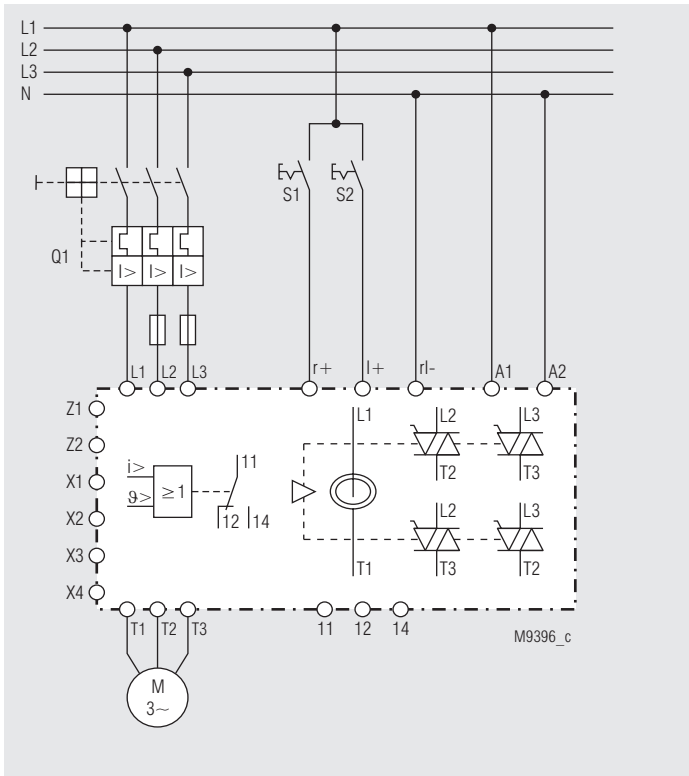 L1
L2
L3
N
S1 S2
Q1
I> I> I>
L1 L2 L3 r+ l+ rl- A1 A2
Z1
Z2
X1
X2
X3
X4
i>
ϑ>
≥1
11
12 14
L1
T1
L2
T2
L3
T3
L2
T3
L3
T2
T1 T2 T3 11 12 14
M9396_c
M
3~